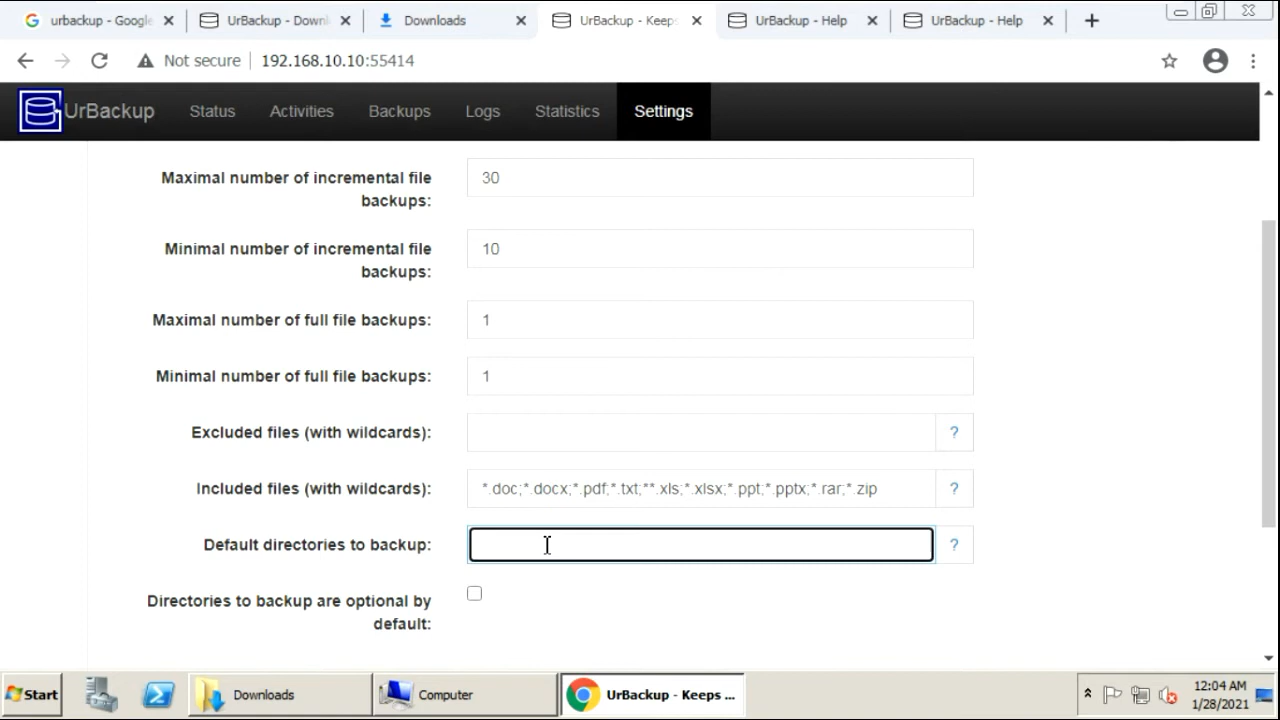 urbackup - Google
UrBackup - Downl
Downloads
UrBackup - Keeps
UrBackup - Help
UrBackup - Help
Not secure
192.168.10.10:55414
UrBackup
Status
Activities
Backups
Logs
Statistics
Settings
Maximal number of incremental file
backups:
30
Minimal number of incremental file
backups:
10
Maximal number of full file backups:
1
Minimal number of full file backups:
1
Excluded files (with wildcards):
?
Included files (with wildcards):
*.doc;*.docx;*.pdf;*.txt;**.xls;*.xlsx;*.ppt;*.pptx;*.rar;*.zip
?
Default directories to backup:
?
Directories to backup are optional by
default:
Start
Downloads
Computer
UrBackup - Keeps ...
12:04 AM
1/28/2021